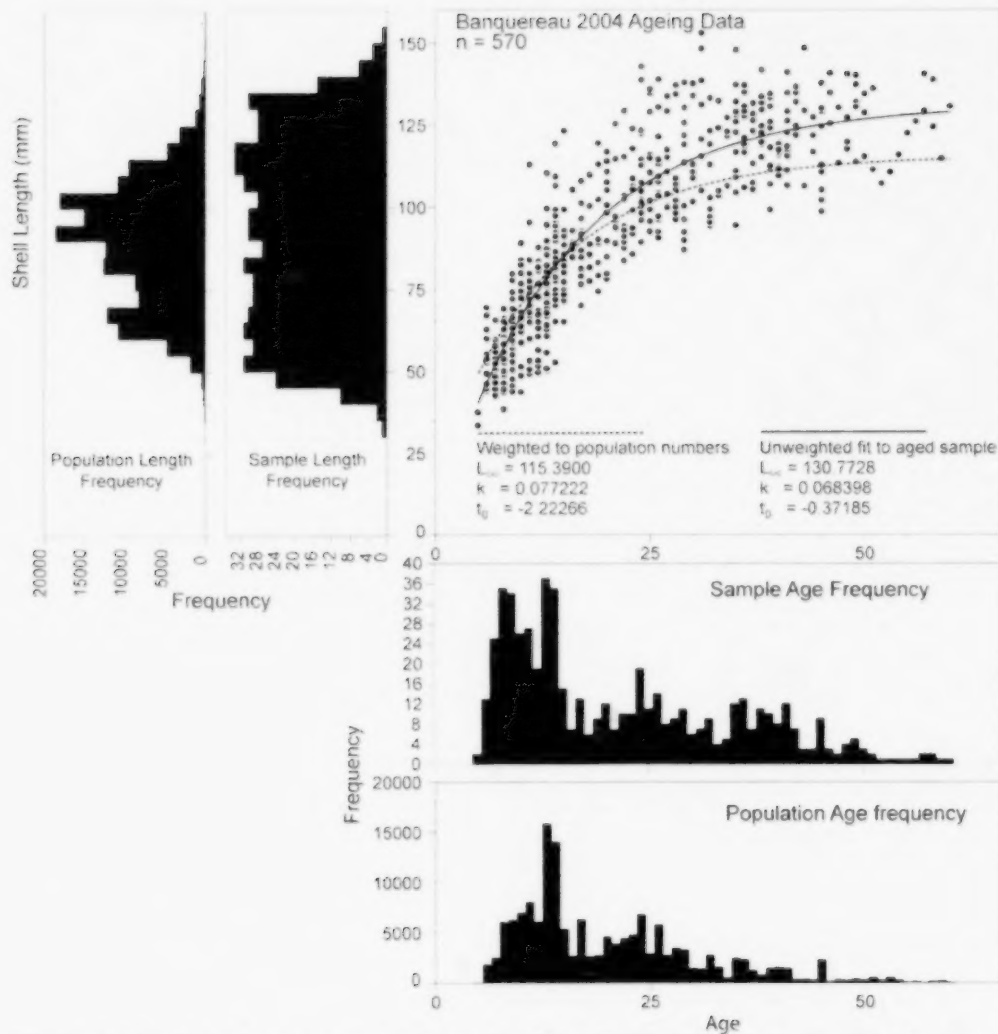 Banquereau 2004 Ageing Data
n = 570
Shell Length (mm)
150
125
100
75
50
25
0
Population Length
Frequency
Sample Length
Frequency
Weighted to population numbers
L∞ = 115.3900
k = 0.077222
t0 = -2.22266
Unweighted fit to aged sample
L∞ = 130.7728
k = 0.068398
t0 = -0.37185
20000
15000
10000
5000
0
32
28
24
20
16
12
8
4
0
Frequency
0
25
50
Sample Age Frequency
40
36
32
28
24
20
16
12
8
4
0
Frequency
Population Age frequency
20000
15000
10000
5000
0
0
25
50
Age